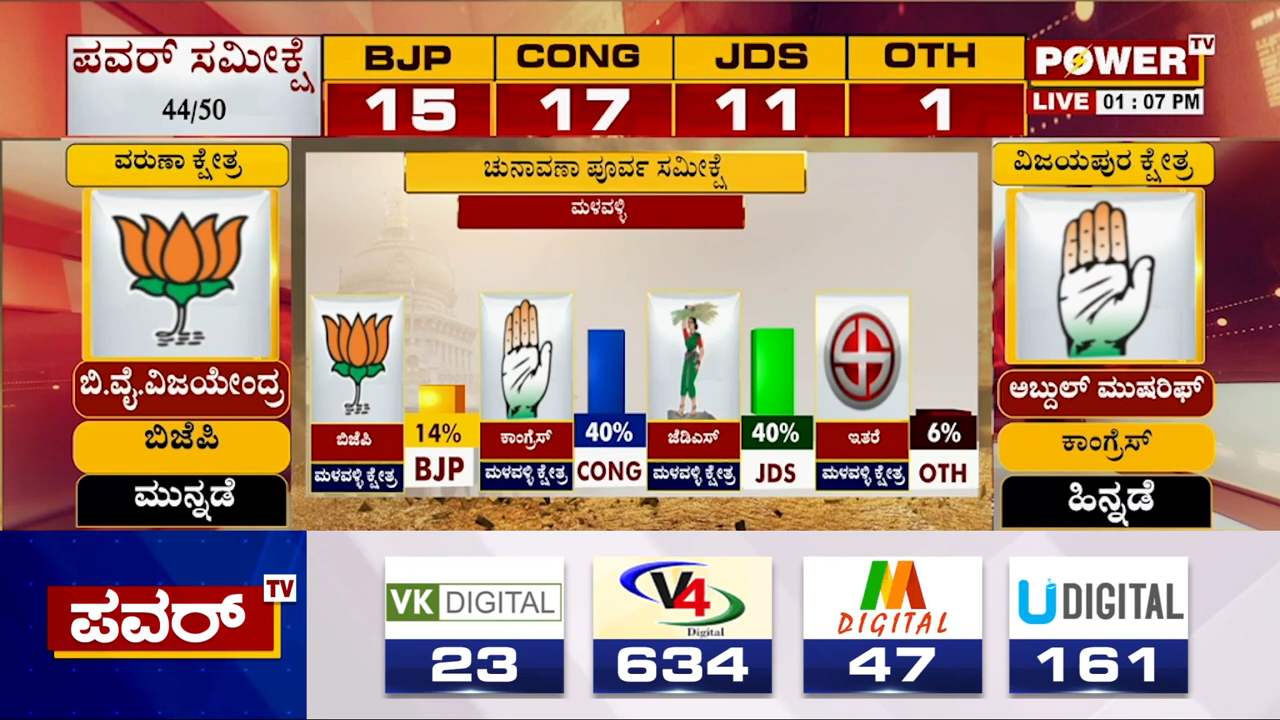 ಪವರ್ ಸಮೀಕ್ಷೆ
44/50
BJP CONG JDS OTH
15 17 11 1
POWER TV
LIVE 01 : 07 PM
ವರುಣಾ ಕ್ಷೇತ್ರ
ಬಿ.ವೈ.ವಿಜಯೇಂದ್ರ
ಬಿಜೆಪಿ
ಮುನ್ನಡೆ
ಚುನಾವಣಾ ಪೂರ್ವ ಸಮೀಕ್ಷೆ
ಮಳವಳ್ಳಿ
ಬಿಜೆಪಿ 14% ಕಾಂಗ್ರೆಸ್ 40% ಜೆಡಿಎಸ್ 40% ಇತರೆ 6%
ಮಳವಳ್ಳಿ ಕ್ಷೇತ್ರ BJP ಮಳವಳ್ಳಿ ಕ್ಷೇತ್ರ CONG ಮಳವಳ್ಳಿ ಕ್ಷೇತ್ರ JDS ಮಳವಳ್ಳಿ ಕ್ಷೇತ್ರ OTH
ವಿಜಯಪುರ ಕ್ಷೇತ್ರ
ಅಬ್ದುಲ್ ಮುಷರಿಫ್
ಕಾಂಗ್ರೆಸ್
ಹಿನ್ನಡೆ
ಪವರ್ TV
VK DIGITAL V4 Digital M DIGITAL U DIGITAL
23 634 47 161